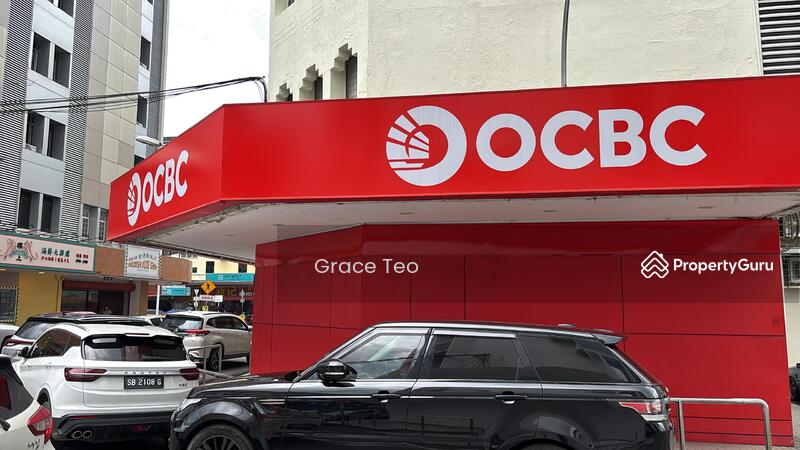 OCBC
OCBC
Grace Teo
PropertyGuru
SB 2108 G